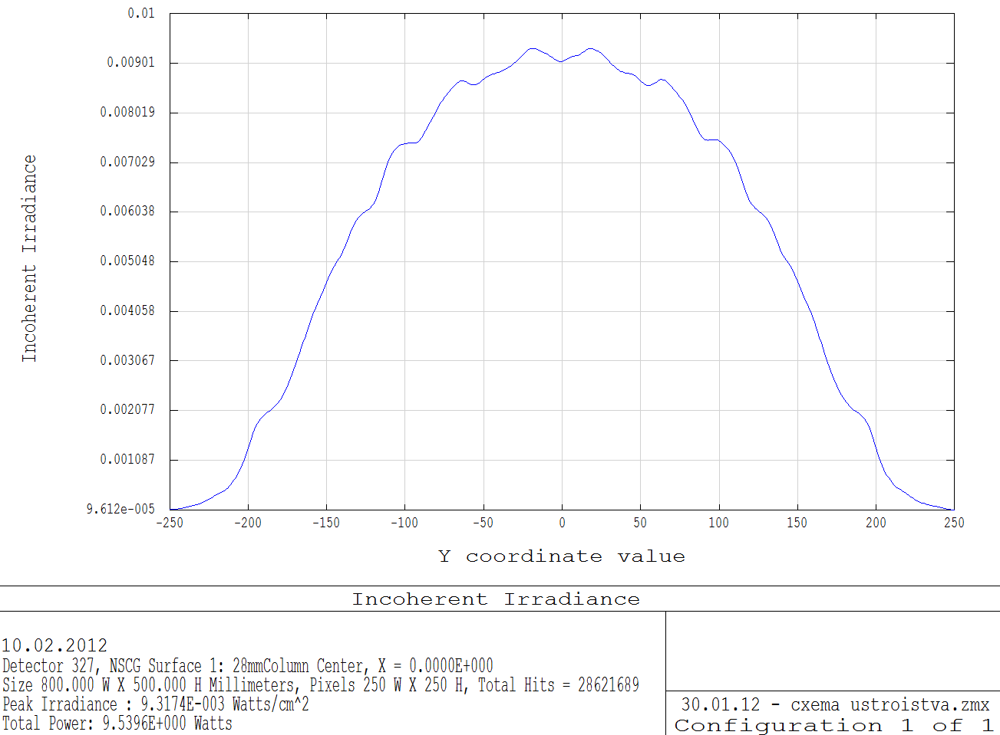 0.01
0.00901
0.008019
0.007029
0.006038
0.005048
0.004058
0.003067
0.002077
0.001087
9.612e-005
Incoherent Irradiance
-250 -200 -150 -100 -50 0 50 100 150 200 250
Y coordinate value
Incoherent Irradiance
10.02.2012
Detector 327, NSCG Surface 1: 28mmColumn Center, X = 0.0000E+000
Size 800.000 W X 500.000 H Millimeters, Pixels 250 W X 250 H, Total Hits = 28621689
Peak Irradiance : 9.3174E-003 Watts/cm^2
Total Power: 9.5396E+000 Watts
30.01.12 - cxema ustroistva.zmx
Configuration 1 of 1